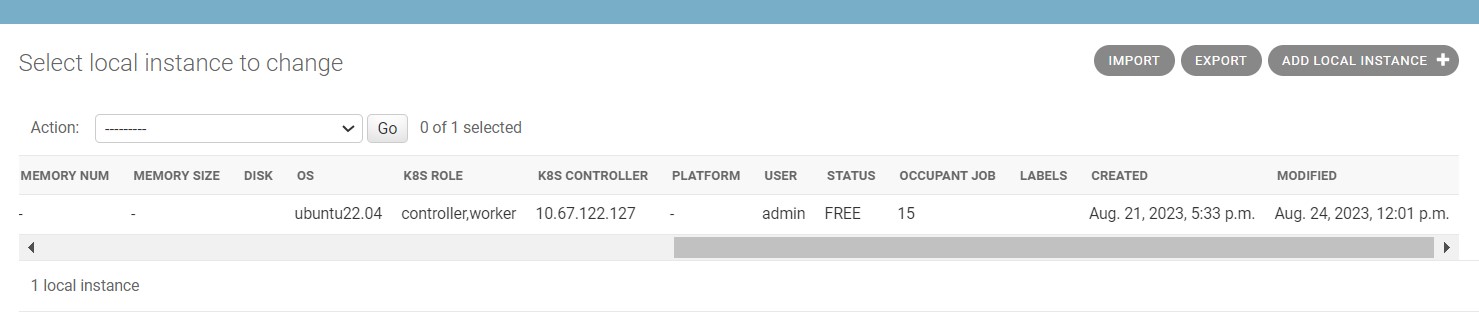 Select local instance to change
IMPORT EXPORT ADD LOCAL INSTANCE +
Action: --------- Go 0 of 1 selected
MEMORY NUM MEMORY SIZE DISK OS K8S ROLE K8S CONTROLLER PLATFORM USER STATUS OCCUPANT JOB LABELS CREATED MODIFIED
- - ubuntu22.04 controller,worker 10.67.122.127 - admin FREE 15 Aug. 21, 2023, 5:33 p.m. Aug. 24, 2023, 12:01 p.m.
1 local instance